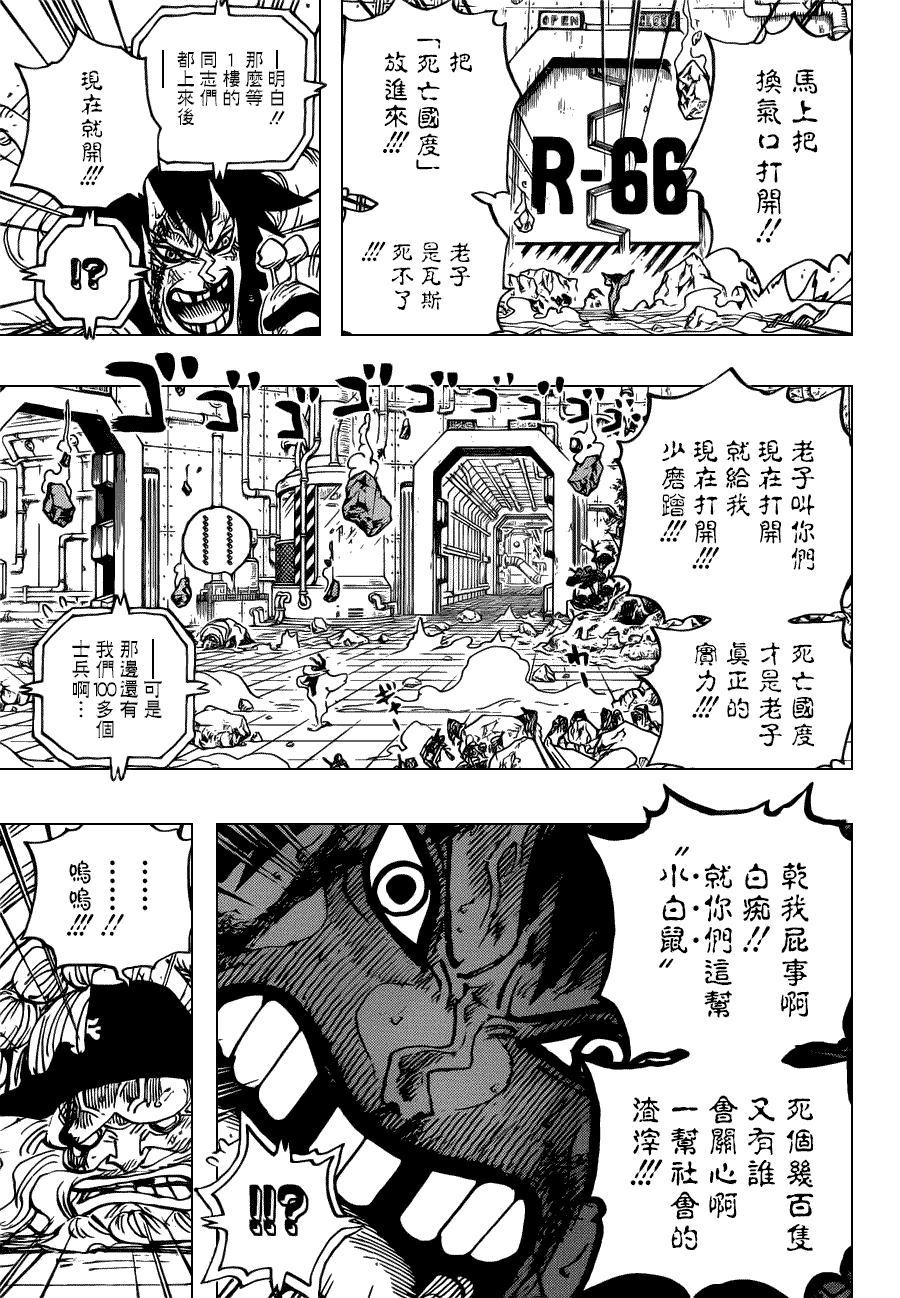 OPEN
CLOSE
R-66
馬上把
換氣口打開!!
把
「死亡國度」
放進來!!!
老子
是瓦斯
死不了
!!!
—明白!!
那麼等
1樓的
同志們
都上來後
現在就開!!!
!?
ゴゴゴゴゴゴゴ
老子叫你們
現在打開
就給我
現在打開!!!
少磨蹭!!!
死亡國度
才是老子
真正的
實力!!!
わー
—可是
那邊還有
我們100多個
士兵啊…
乾我屁事啊
白痴!!
就你們這幫
"小白鼠"
死個幾百隻
又有誰
會關心啊
一幫社會的
渣滓!!!
!!?
……
……!!
嗚嗚!!!